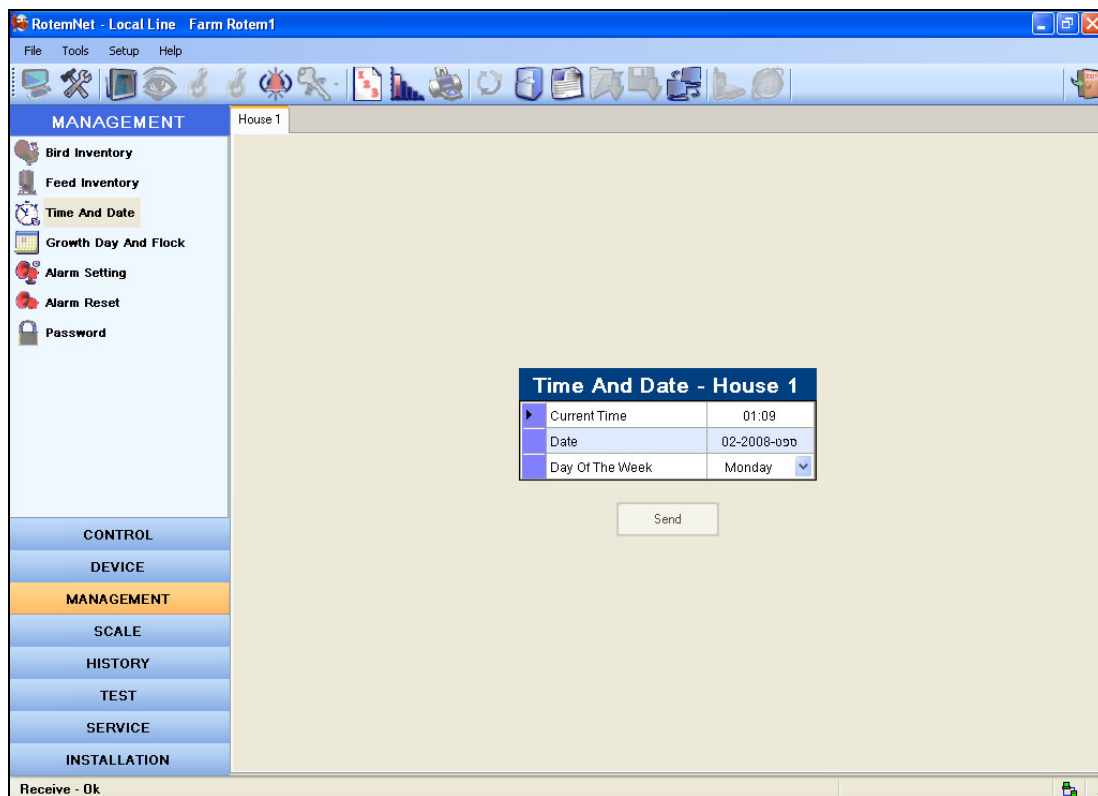 RotemNet - Local Line Farm Rotem1
File Tools Setup Help
MANAGEMENT
House 1
Bird Inventory
Feed Inventory
Time And Date
Growth Day And Flock
Alarm Setting
Alarm Reset
Password
Time And Date - House 1
Current Time 01:09
Date 02-2008-ספט
Day Of The Week Monday
Send
CONTROL
DEVICE
MANAGEMENT
SCALE
HISTORY
TEST
SERVICE
INSTALLATION
Receive - Ok